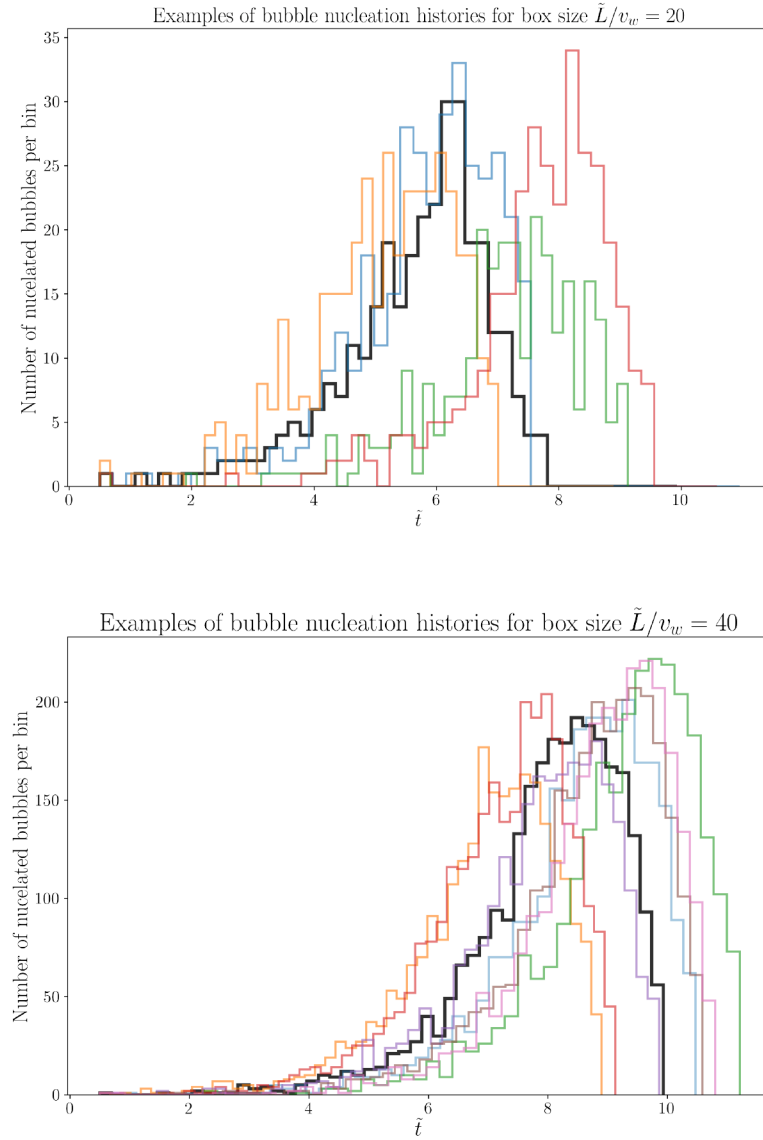 Examples of bubble nucleation histories for box size L̃/v_w = 20
Number of nucelated bubbles per bin
35
30
25
20
15
10
5
0
0 2 4 6 8 10
t̃
Examples of bubble nucleation histories for box size L̃/v_w = 40
Number of nucelated bubbles per bin
200
150
100
50
0
0 2 4 6 8 10
t̃